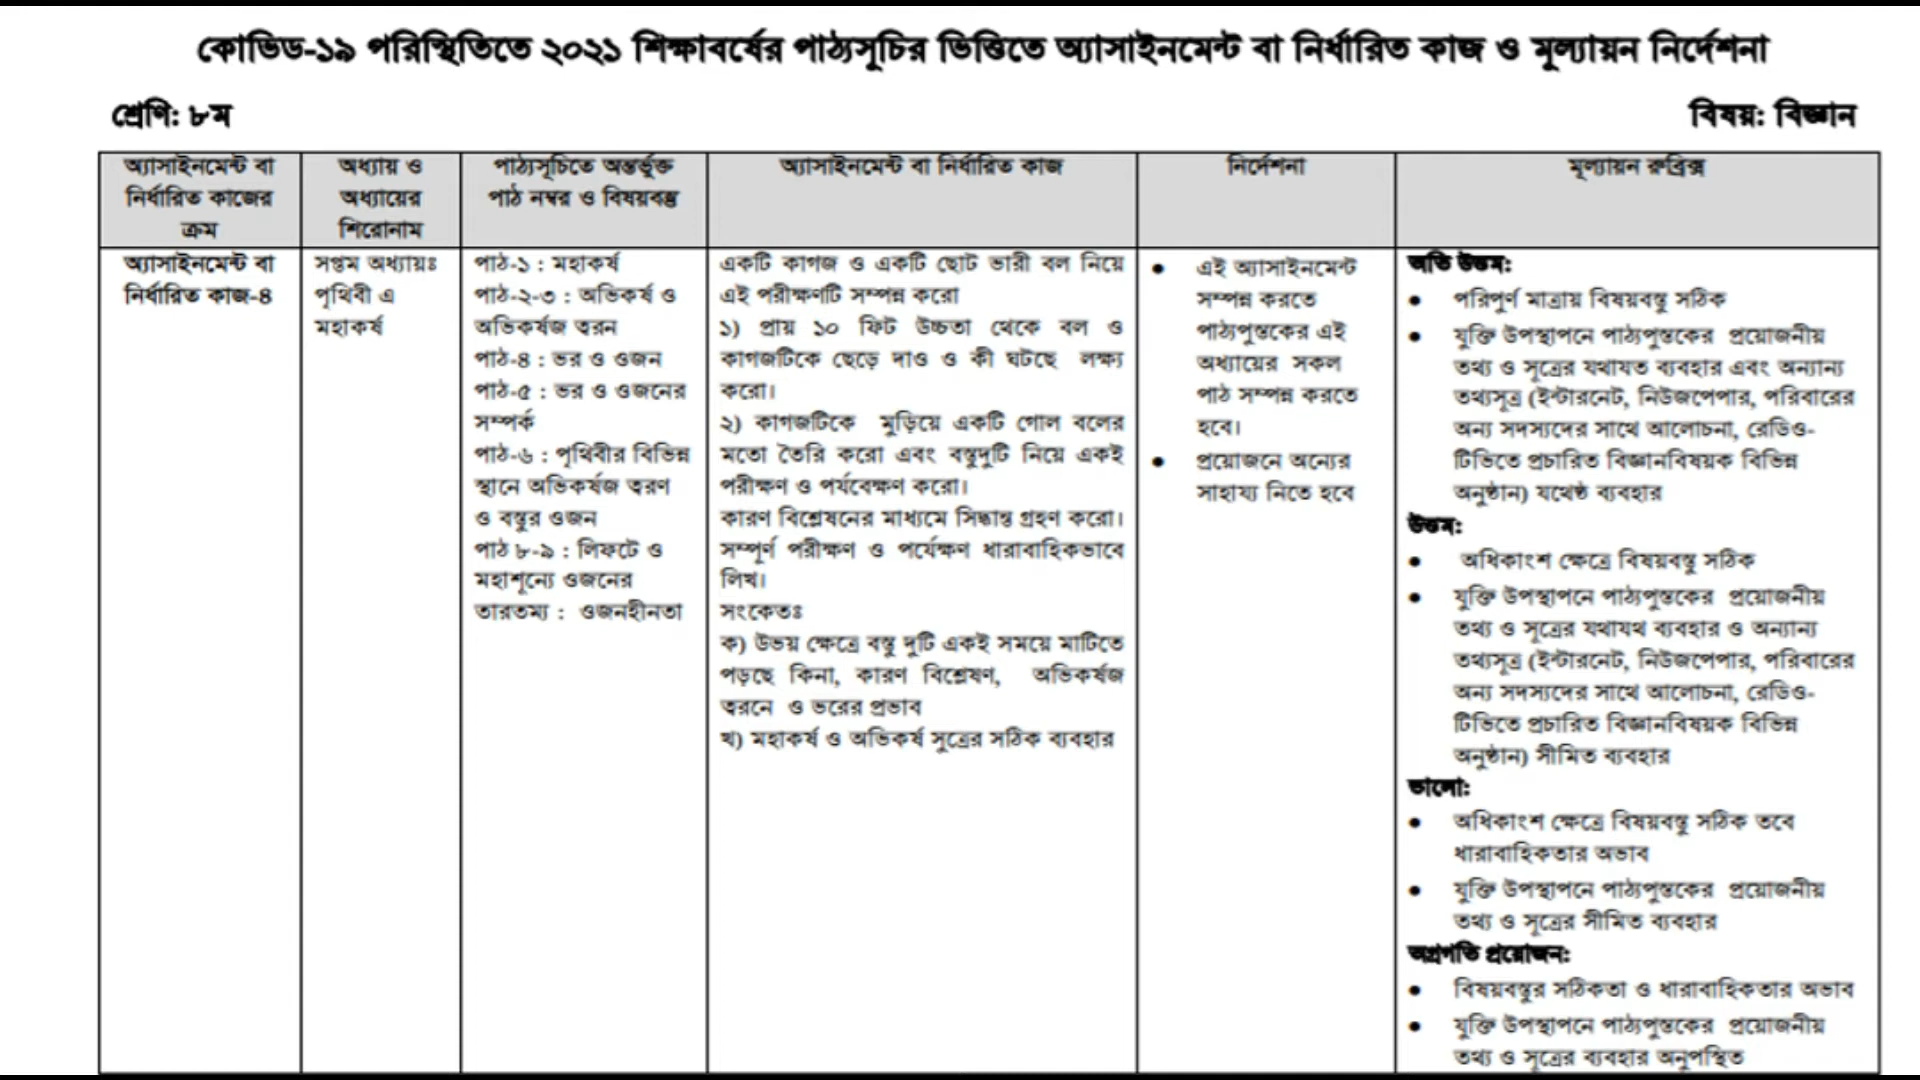 কোভিড-১৯ পরিস্থিতিতে ২০২১ শিক্ষাবর্ষের পাঠ্যসূচির ভিত্তিতে অ্যাসাইনমেন্ট বা নির্ধারিত কাজ ও মূল্যায়ন নির্দেশনা
শ্রেণি: ৮ম
বিষয়: বিজ্ঞান
অ্যাসাইনমেন্ট বা
নির্ধারিত কাজের
ক্রম
অধ্যায় ও
অধ্যায়ের
শিরোনাম
পাঠ্যসূচিতে অন্তর্ভুক্ত
পাঠ নম্বর ও বিষয়বস্তু
অ্যাসাইনমেন্ট বা নির্ধারিত কাজ
নির্দেশনা
মূল্যায়ন রুব্রিক্স
অ্যাসাইনমেন্ট বা
নির্ধারিত কাজ-৪
সপ্তম অধ্যায়ঃ
পৃথিবী এ
মহাকর্ষ
পাঠ-১ : মহাকর্ষ
পাঠ-২-৩ : অভিকর্ষ ও
অভিকর্ষজ ত্বরন
পাঠ-৪ : ভর ও ওজন
পাঠ-৫ : ভর ও ওজনের
সম্পর্ক
পাঠ-৬ : পৃথিবীর বিভিন্ন
স্থানে অভিকর্ষজ ত্বরণ
ও বস্তুর ওজন
পাঠ ৮-৯ : লিফটে ও
মহাশূন্যে ওজনের
তারতম্য : ওজনহীনতা
একটি কাগজ ও একটি ছোট ভারী বল নিয়ে
এই পরীক্ষণটি সম্পন্ন করো
১) প্রায় ১০ ফিট উচ্চতা থেকে বল ও
কাগজটিকে ছেড়ে দাও ও কী ঘটছে লক্ষ্য
করো।
২) কাগজটিকে মুড়িয়ে একটি গোল বলের
মতো তৈরি করো এবং বস্তুদুটি নিয়ে একই
পরীক্ষণ ও পর্যবেক্ষণ করো।
কারণ বিশ্লেষনের মাধ্যমে সিদ্ধান্ত গ্রহণ করো।
সম্পূর্ণ পরীক্ষণ ও পর্যেক্ষণ ধারাবাহিকভাবে
লিখ।
সংকেতঃ
ক) উভয় ক্ষেত্রে বস্তু দুটি একই সময়ে মাটিতে
পড়ছে কিনা, কারণ বিশ্লেষণ, অভিকর্ষজ
ত্বরনে ও ভরের প্রভাব
খ) মহাকর্ষ ও অভিকর্ষ সুত্রের সঠিক ব্যবহার
● এই অ্যাসাইনমেন্ট
সম্পন্ন করতে
পাঠ্যপুস্তকের এই
অধ্যায়ের সকল
পাঠ সম্পন্ন করতে
হবে।
● প্রয়োজনে অন্যের
সাহায্য নিতে হবে
অতি উত্তম:
● পরিপুর্ণ মাত্রায় বিষয়বস্তু সঠিক
● যুক্তি উপস্থাপনে পাঠ্যপুস্তকের প্রয়োজনীয়
তথ্য ও সূত্রের যথাযত ব্যবহার এবং অন্যান্য
তথ্যসূত্র (ইন্টারনেট, নিউজপেপার, পরিবারের
অন্য সদস্যদের সাথে আলোচনা, রেডিও-
টিভিতে প্রচারিত বিজ্ঞানবিষয়ক বিভিন্ন
অনুষ্ঠান) যথেষ্ঠ ব্যবহার
উত্তম:
● অধিকাংশ ক্ষেত্রে বিষয়বস্তু সঠিক
● যুক্তি উপস্থাপনে পাঠ্যপুস্তকের প্রয়োজনীয়
তথ্য ও সূত্রের যথাযথ ব্যবহার ও অন্যান্য
তথ্যসূত্র (ইন্টারনেট, নিউজপেপার, পরিবারের
অন্য সদস্যদের সাথে আলোচনা, রেডিও-
টিভিতে প্রচারিত বিজ্ঞানবিষয়ক বিভিন্ন
অনুষ্ঠান) সীমিত ব্যবহার
ভালো:
● অধিকাংশ ক্ষেত্রে বিষয়বস্তু সঠিক তবে
ধারাবাহিকতার অভাব
● যুক্তি উপস্থাপনে পাঠ্যপুস্তকের প্রয়োজনীয়
তথ্য ও সূত্রের সীমিত ব্যবহার
অগ্রগতি প্রয়োজন:
● বিষয়বস্তুর সঠিকতা ও ধারাবাহিকতার অভাব
● যুক্তি উপস্থাপনে পাঠ্যপুস্তকের প্রয়োজনীয়
তথ্য ও সূত্রের ব্যবহার অনুপস্থিত